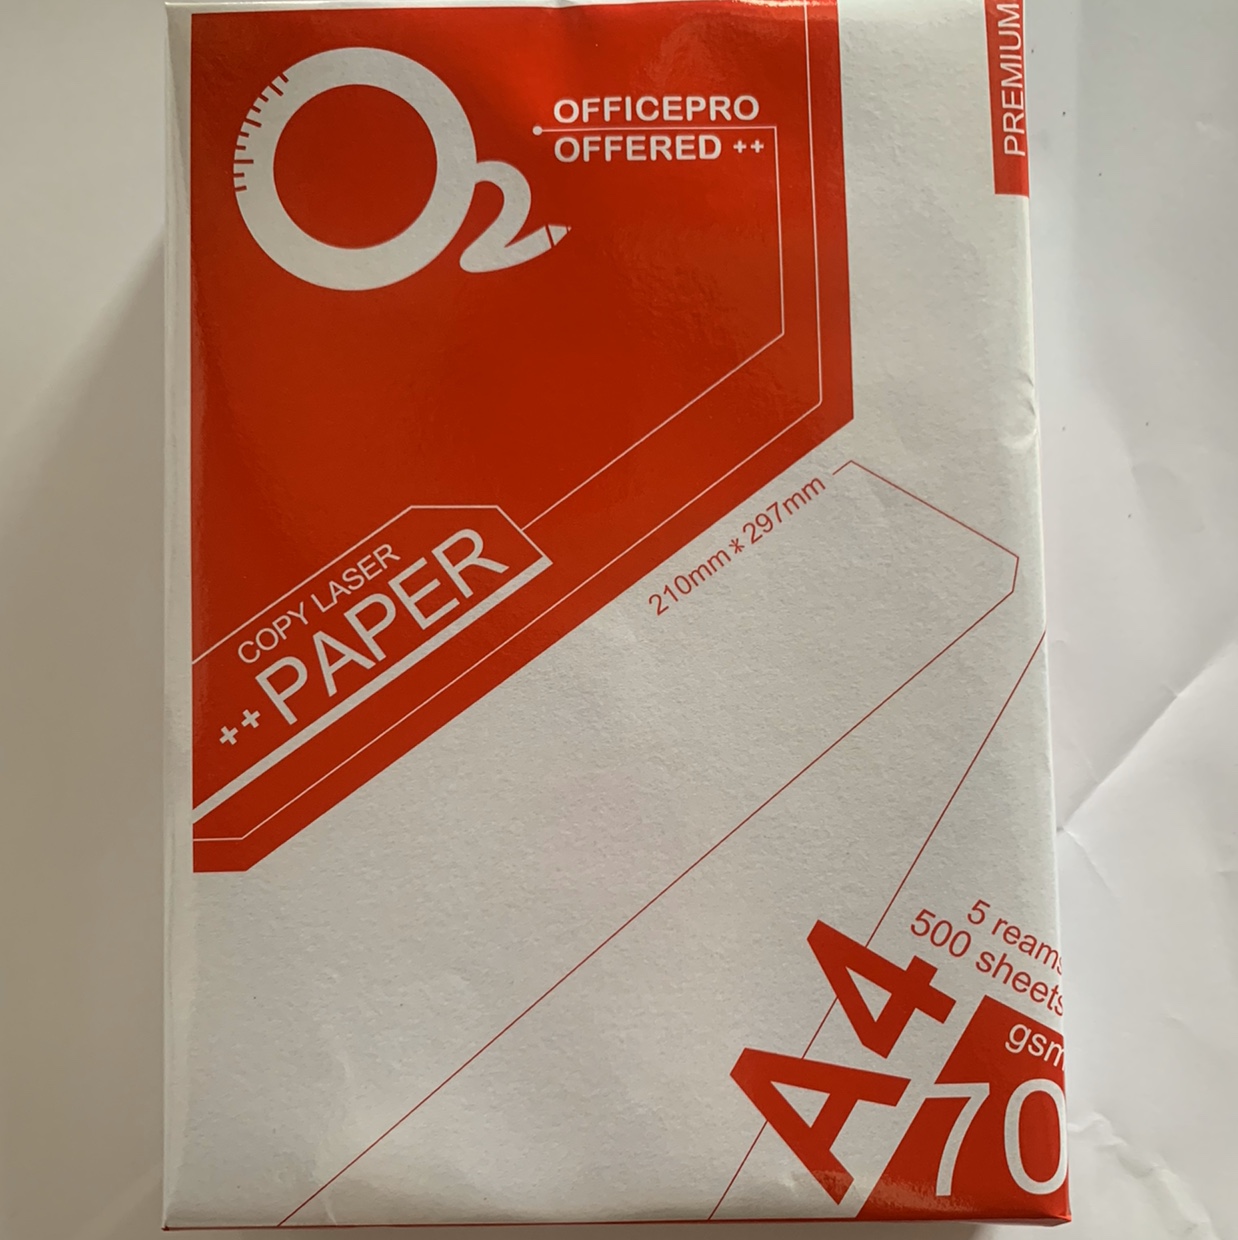 O2
OFFICEPRO
OFFERED ++
PREMIUM
COPY LASER
++ PAPER
210mm * 297mm
5 reams
500 sheets
A4
gsm
70